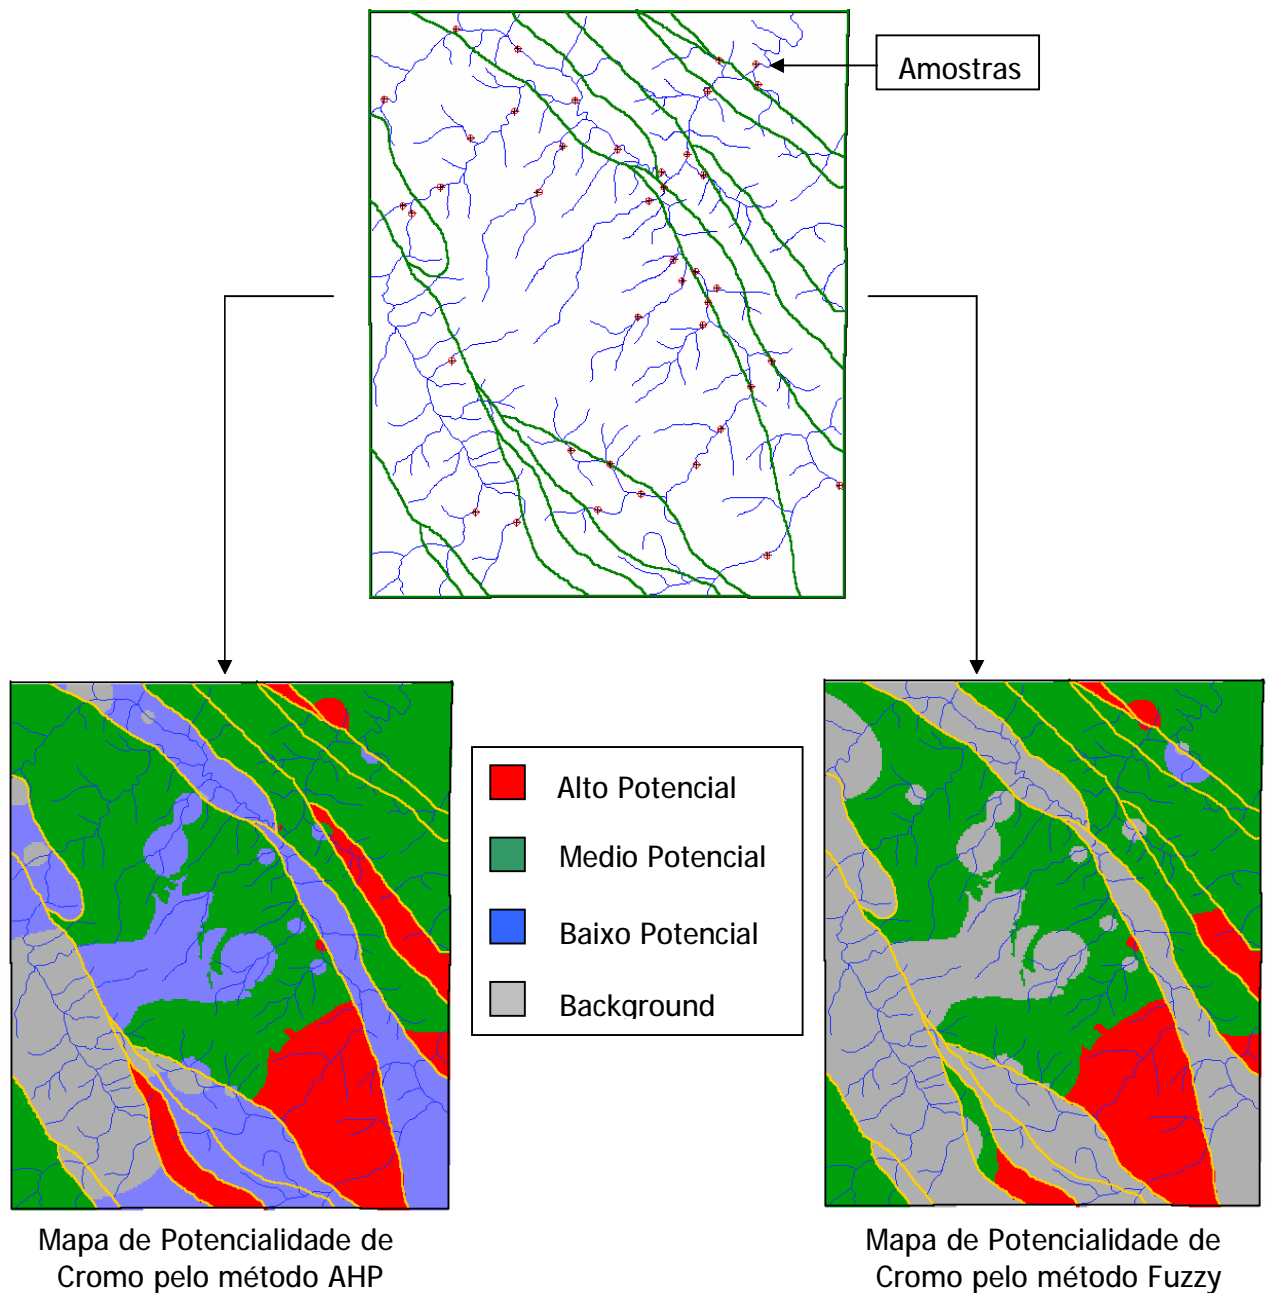 Amostras
Alto Potencial
Medio Potencial
Baixo Potencial
Background
Mapa de Potencialidade de
Cromo pelo método AHP
Mapa de Potencialidade de
Cromo pelo método Fuzzy